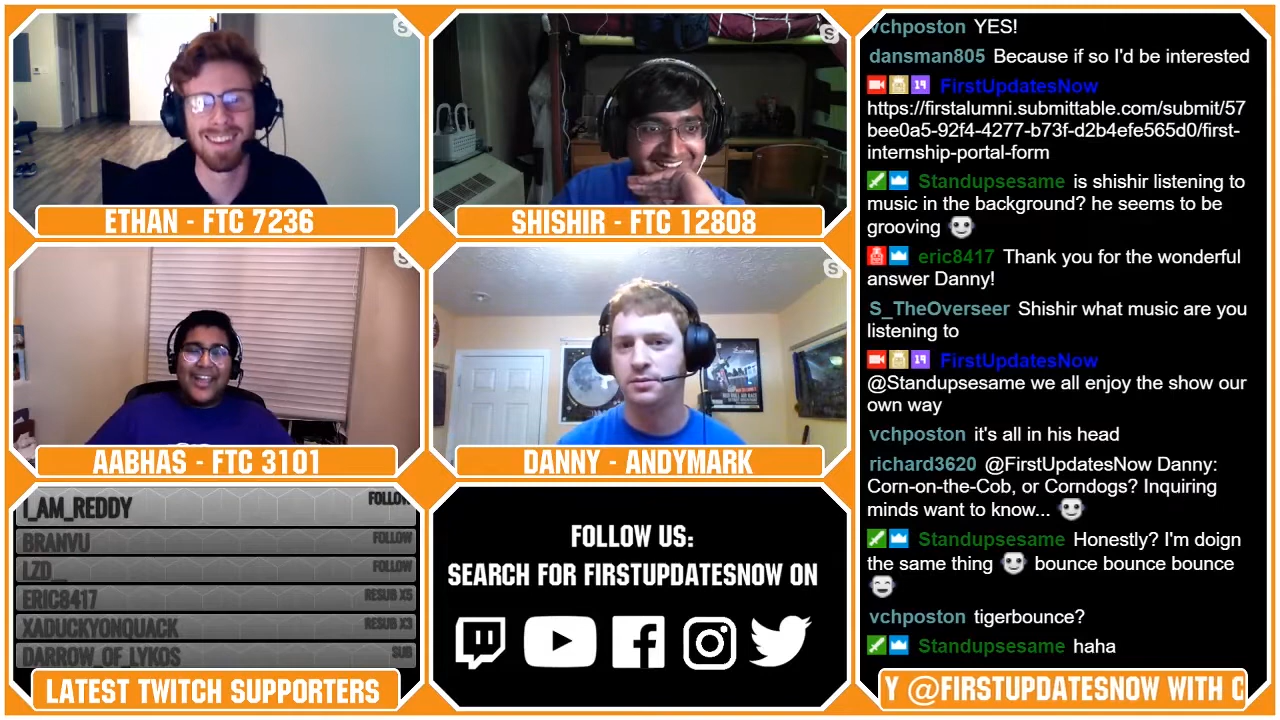 ETHAN - FTC 7236
SHISHIR - FTC 12808
AABHAS - FTC 3101
DANNY - ANDYMARK
I_AM_REDDY FOLLOW
BRANVU FOLLOW
LZD__ FOLLOW
ERIC8417 RESUB X5
XADUCKYONQUACK RESUB X3
DARROW_OF_LYKOS SUB
LATEST TWITCH SUPPORTERS
FOLLOW US:
SEARCH FOR FIRSTUPDATESNOW ON
vchposton YES!
dansman805 Because if so I'd be interested
FirstUpdatesNow
https://firstalumni.submittable.com/submit/57
bee0a5-92f4-4277-b73f-d2b4efe565d0/first-
internship-portal-form
Standupsesame is shishir listening to
music in the background? he seems to be
grooving
eric8417 Thank you for the wonderful
answer Danny!
S_TheOverseer Shishir what music are you
listening to
FirstUpdatesNow
@Standupsesame we all enjoy the show our
own way
vchposton it's all in his head
richard3620 @FirstUpdatesNow Danny:
Corn-on-the-Cob, or Corndogs? Inquiring
minds want to know...
Standupsesame Honestly? I'm doign
the same thing bounce bounce bounce
vchposton tigerbounce?
Standupsesame haha
Y @FIRSTUPDATESNOW WITH C